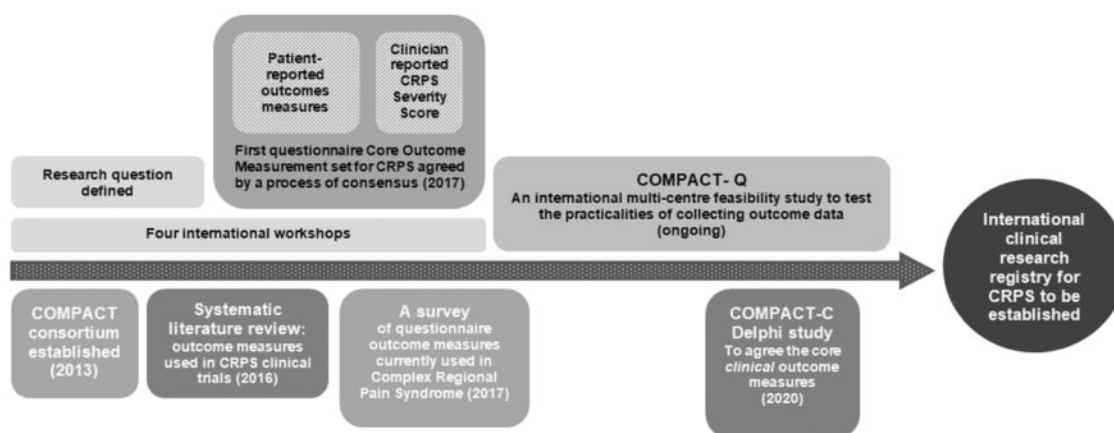 Patient-
reported
outcomes
measures
Clinician
reported
CRPS
Severity
Score
First questionnaire Core Outcome
Measurement set for CRPS agreed
by a process of consensus (2017)
Research question
defined
Four international workshops
COMPACT- Q
An international multi-centre feasibility study to test
the practicalities of collecting outcome data
(ongoing)
International
clinical
research
registry for
CRPS to be
established
COMPACT
consortium
established
(2013)
Systematic
literature review:
outcome measures
used in CRPS clinical
trials (2016)
A survey
of questionnaire
outcome measures
currently used in
Complex Regional
Pain Syndrome (2017)
COMPACT-C
Delphi study
To agree the core
clinical outcome
measures
(2020)